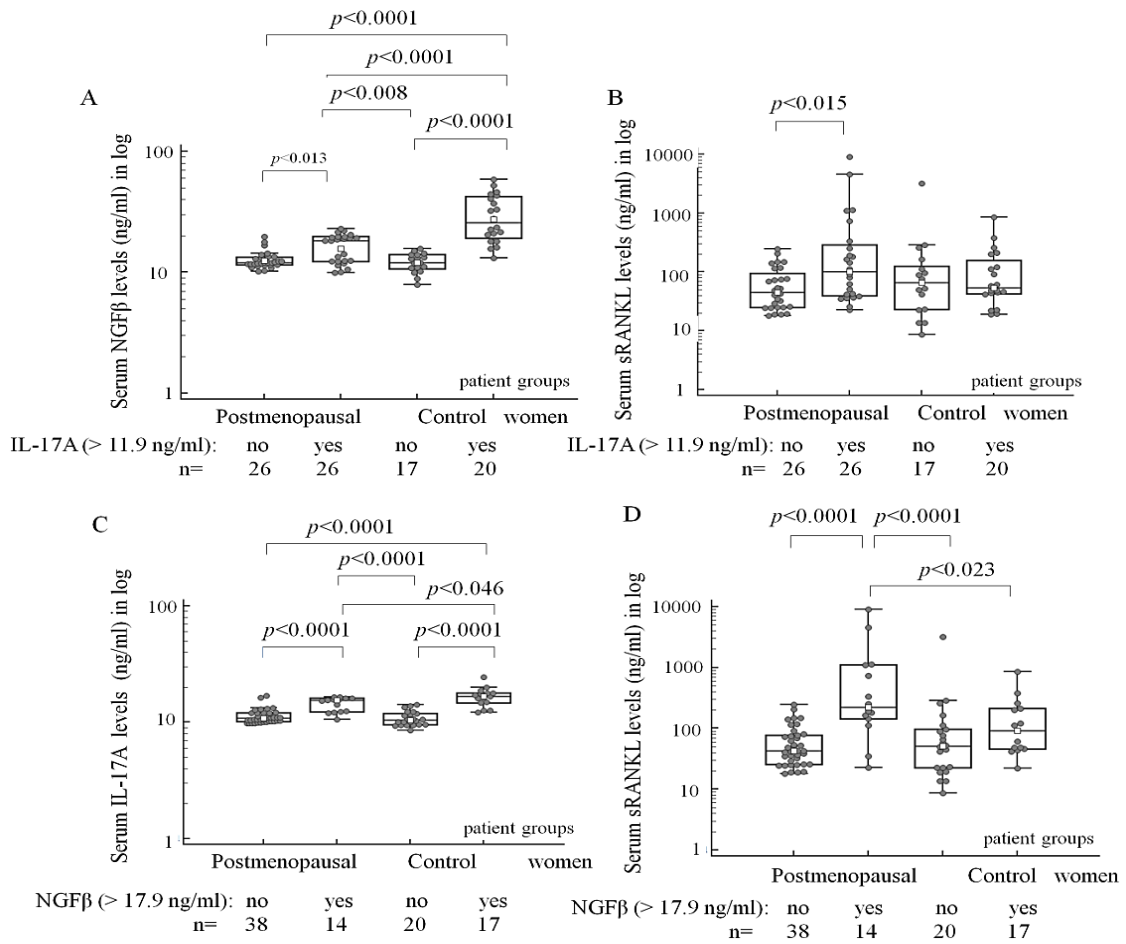 A
Serum NGFβ levels (ng/ml) in log
p<0.0001
p<0.0001
p<0.008
p<0.0001
p<0.013
100
10
1
patient groups
Postmenopausal Control women
IL-17A (> 11.9 ng/ml): no yes no yes
n= 26 26 17 20
B
Serum sRANKL levels (ng/ml) in log
p<0.015
10000
1000
100
10
1
patient groups
Postmenopausal Control women
IL-17A (> 11.9 ng/ml): no yes no yes
n= 26 26 17 20
C
Serum IL-17A levels (ng/ml) in log
p<0.0001
p<0.0001
p<0.046
p<0.0001 p<0.0001
100
10
1
patient groups
Postmenopausal Control women
NGFβ (> 17.9 ng/ml): no yes no yes
n= 38 14 20 17
D
Serum sRANKL levels (ng/ml) in log
p<0.0001 p<0.0001
p<0.023
10000
1000
100
10
1
patient groups
Postmenopausal Control women
NGFβ (> 17.9 ng/ml): no yes no yes
n= 38 14 20 17